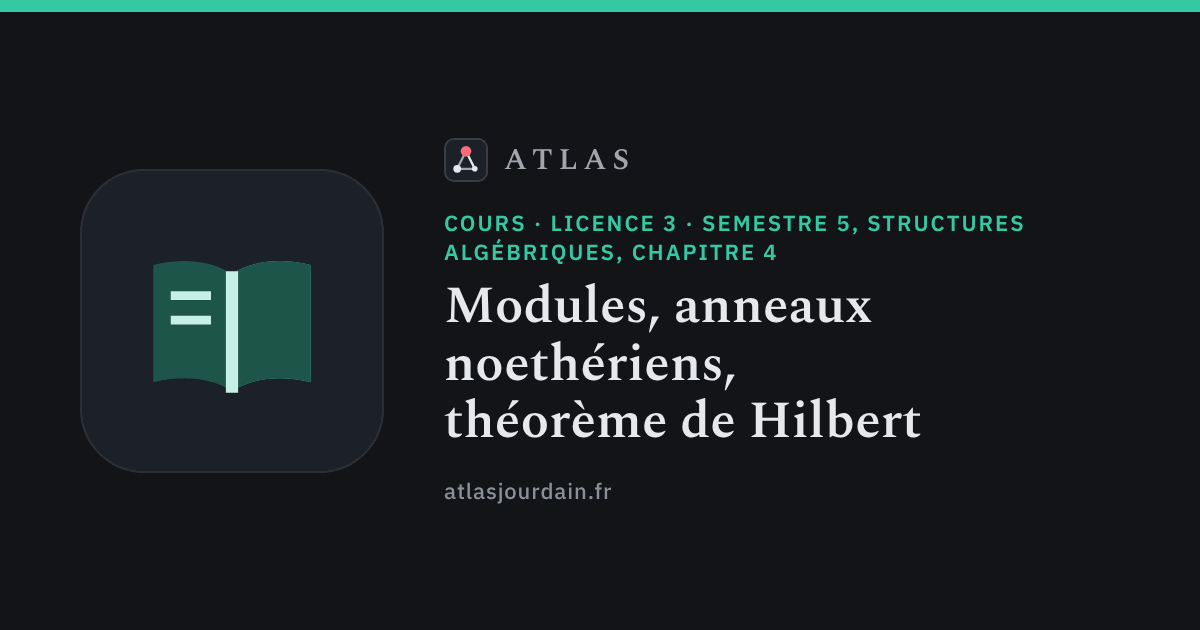 ATLAS
COURS · LICENCE 3 · SEMESTRE 5, STRUCTURES
ALGÉBRIQUES, CHAPITRE 4
Modules, anneaux
noethériens,
théorème de Hilbert
atlasjourdain.fr